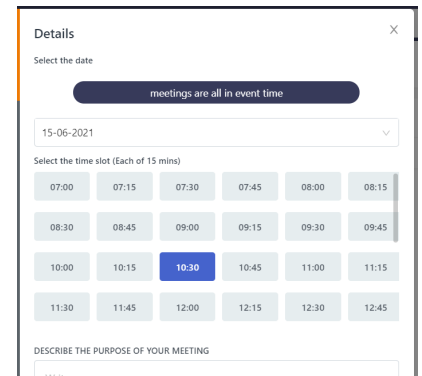 Details
X
Select the date
meetings are all in event time
15-06-2021
Select the time slot (Each of 15 mins)
07:00 07:15 07:30 07:45 08:00 08:15
08:30 08:45 09:00 09:15 09:30 09:45
10:00 10:15 10:30 10:45 11:00 11:15
11:30 11:45 12:00 12:15 12:30 12:45
DESCRIBE THE PURPOSE OF YOUR MEETING